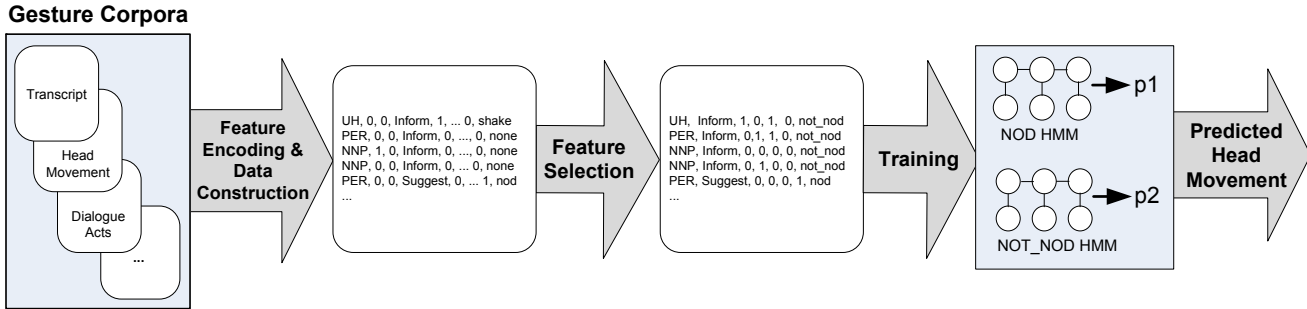 Gesture Corpora
Transcript
Head
Movement
Dialogue
Acts
...
Feature
Encoding &
Data
Construction
UH, 0, 0, Inform, 1, ... 0, shake
PER, 0, 0, Inform, 0, ..., 0, none
NNP, 1, 0, Inform, 0, ..., 0, none
NNP, 0, 0, Inform, 0, ... 0, none
PER, 0, 0, Suggest, 0, ... 1, nod
...
Feature
Selection
UH, Inform, 1, 0, 1, 0, not_nod
PER, Inform, 0,1, 1, 0, not_nod
NNP, Inform, 0, 0, 0, 0, not_nod
NNP, Inform, 0, 1, 0, 0, not_nod
PER, Suggest, 0, 0, 0, 1, nod
...
Training
p1
NOD HMM
p2
NOT_NOD HMM
Predicted
Head
Movement